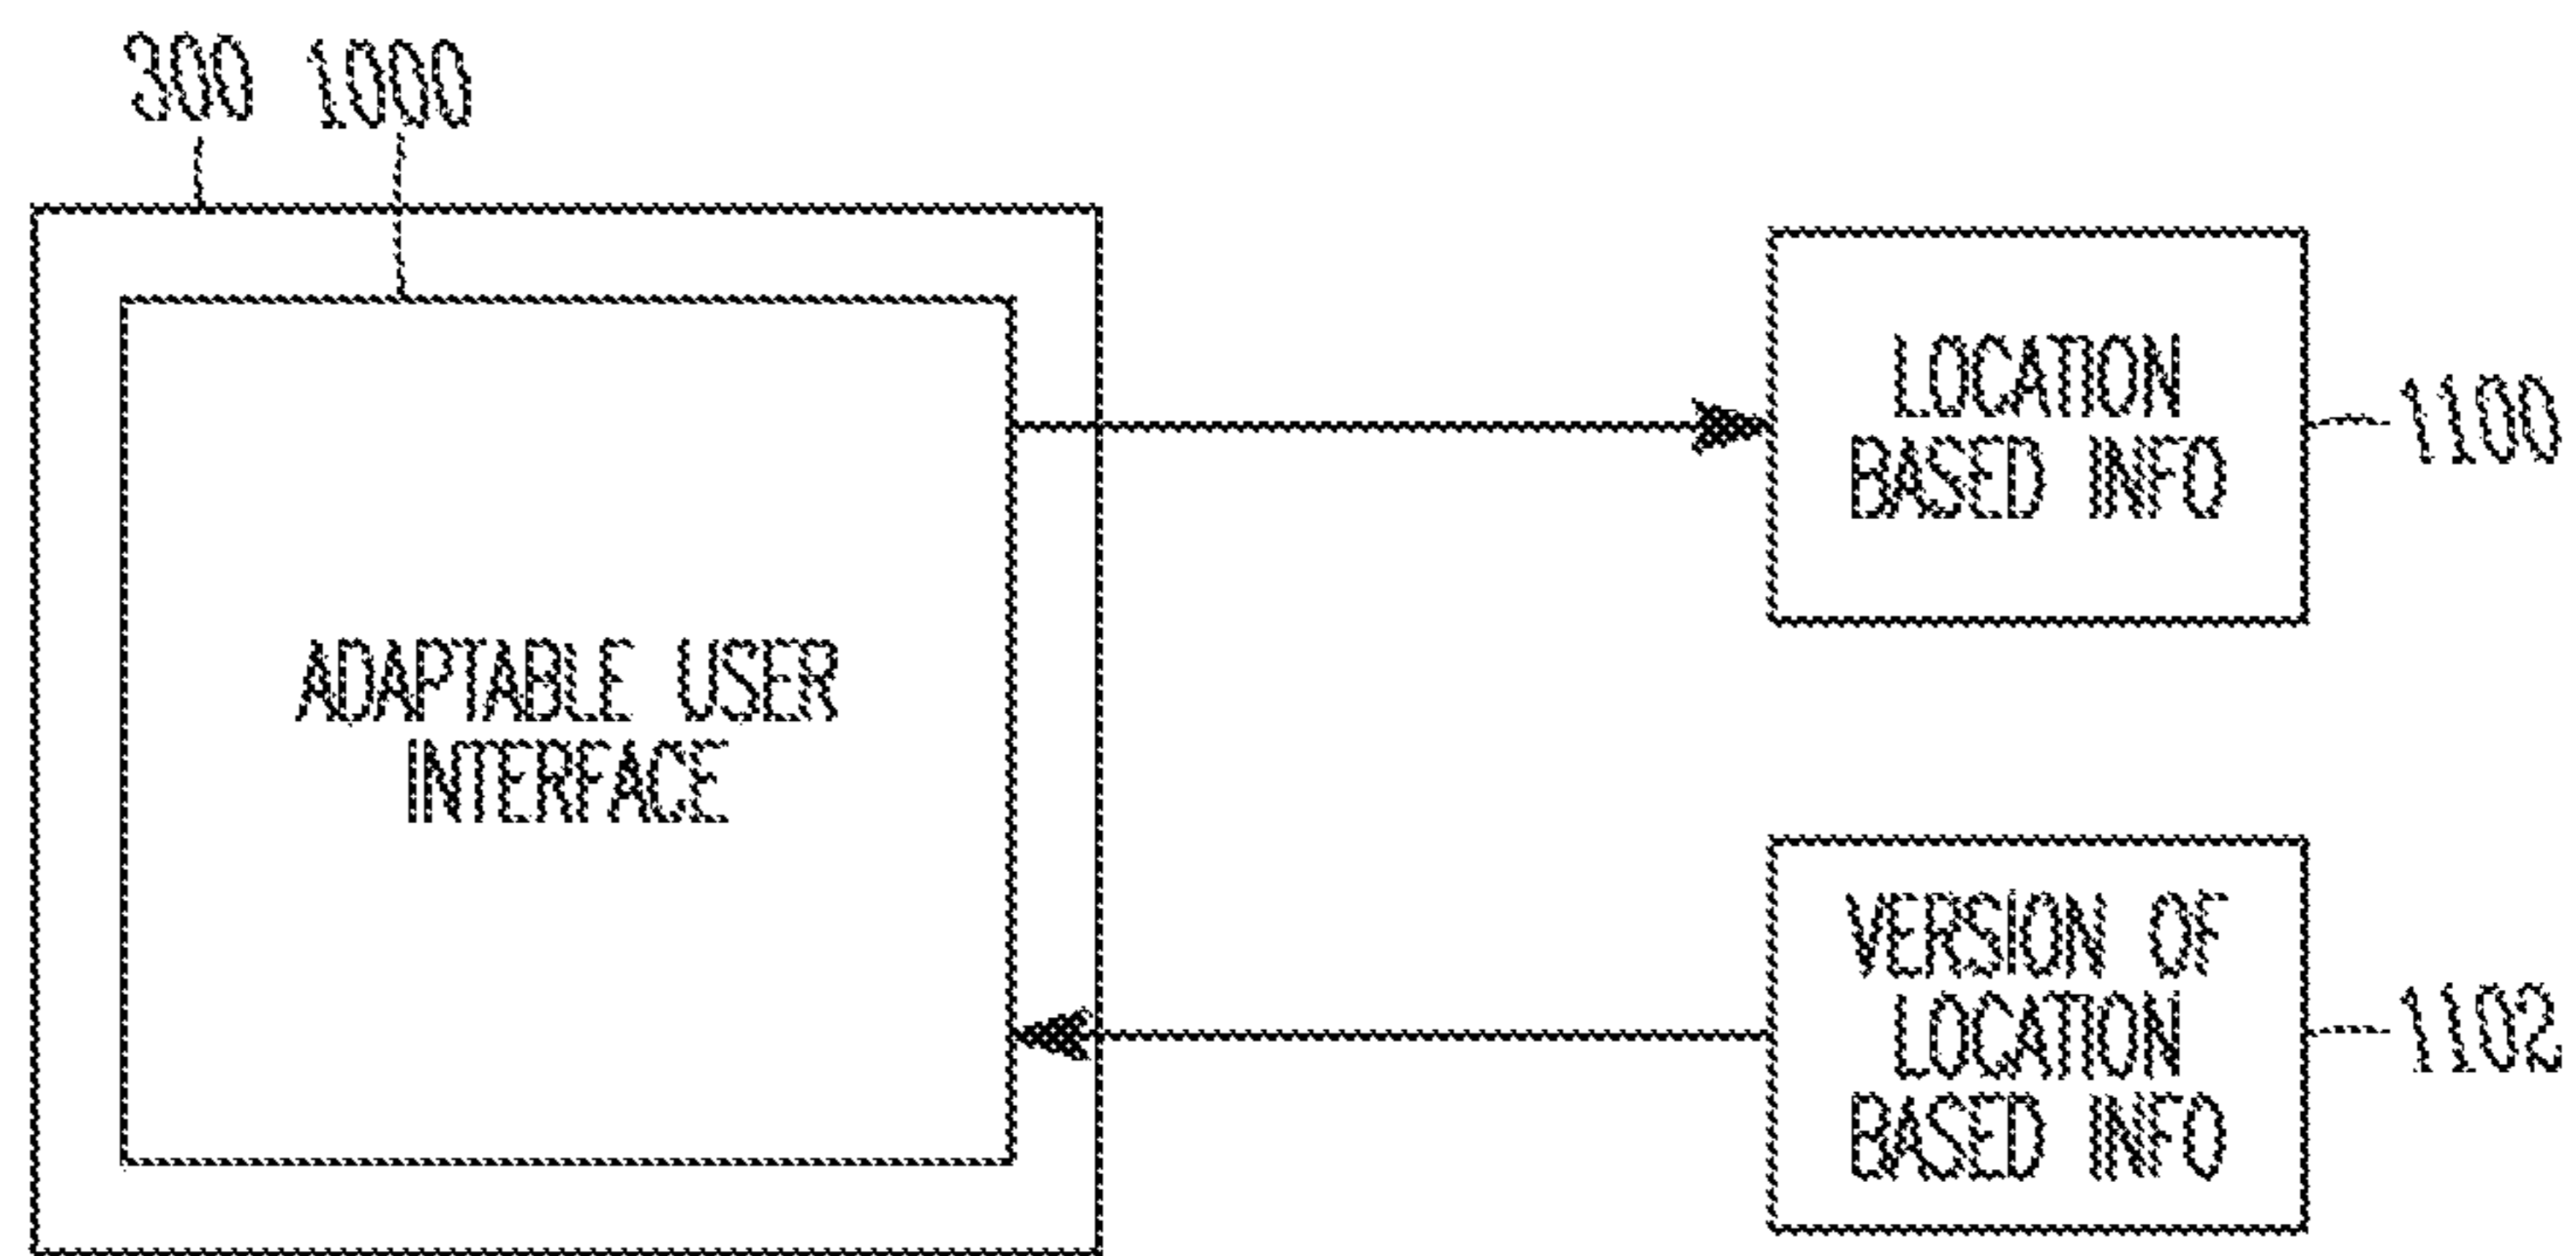 300 1000
ADAPTABLE USER
INTERFACE
LOCATION
BASED INFO
1100
VERSION OF
LOCATION
BASED INFO
1102